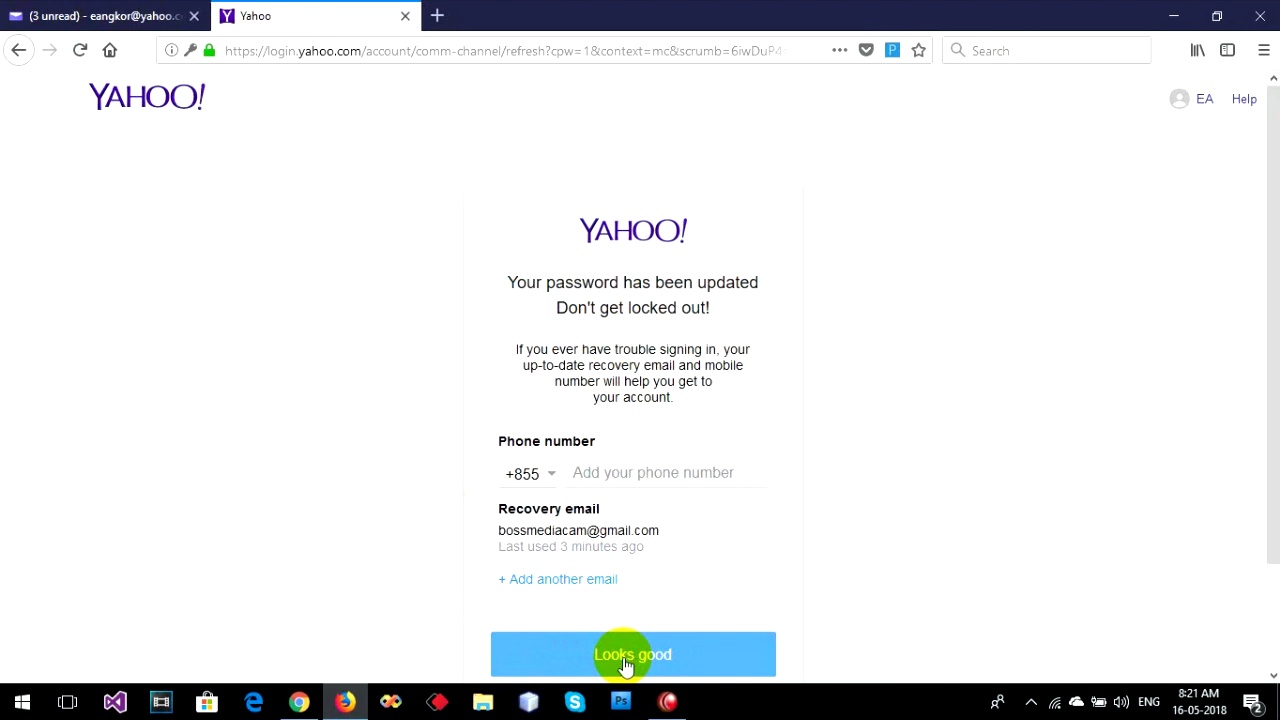 (3 unread) - eangkor@yahoo.c
Yahoo
https://login.yahoo.com/account/comm-channel/refresh?cpw=1&context=mc&scrumb=6iwDuP4
Search
YAHOO!
EA
Help
YAHOO!
Your password has been updated
Don't get locked out!
If you ever have trouble signing in, your
up-to-date recovery email and mobile
number will help you get to
your account.
Phone number
+855
Add your phone number
Recovery email
bossmediacam@gmail.com
Last used 3 minutes ago
+ Add another email
Looks good
ENG
8:21 AM
16-05-2018
2